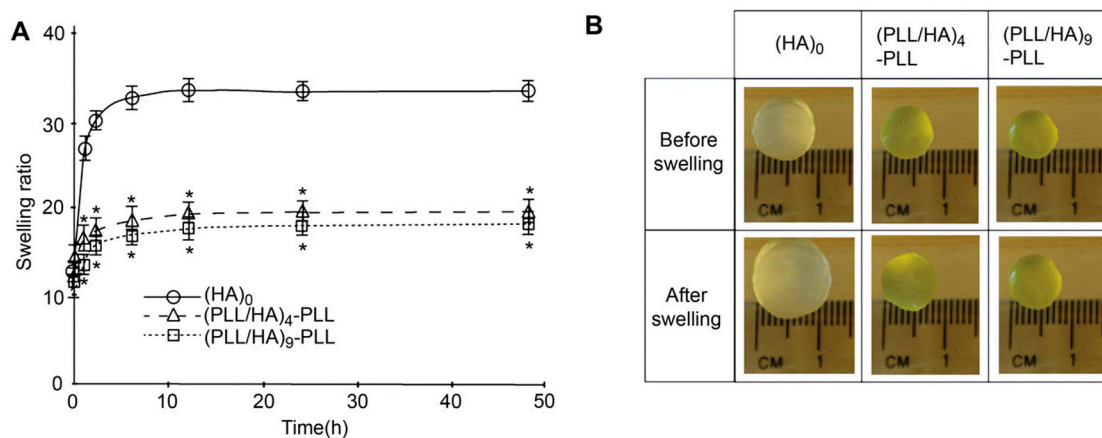 A
40
30
20
10
0
Swelling ratio
0
10
20
30
40
50
Time(h)
(HA)₀
(PLL/HA)₄-PLL
(PLL/HA)₉-PLL
* * * * * *
* * * * * *
B
(HA)₀
(PLL/HA)₄
-PLL
(PLL/HA)₉
-PLL
Before
swelling
CM 1
CM 1
CM 1
After
swelling
CM 1
CM 1
CM 1